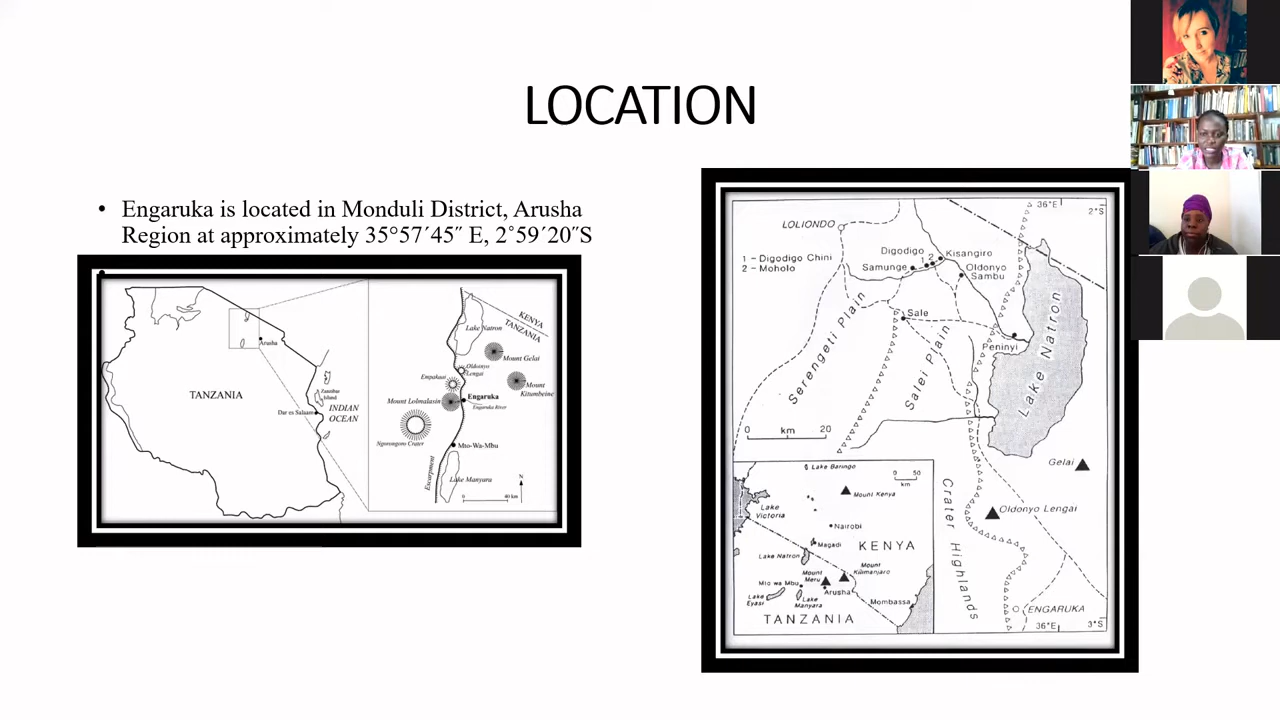 LOCATION
• Engaruka is located in Monduli District, Arusha
Region at approximately 35°57´45˝ E, 2°59´20˝S
•
TANZANIA
Arusha
Zanzibar
Island
Dar es Salaam
INDIAN
OCEAN
KENYA
TANZANIA
Lake Natron
Mount Gelai
Oldonyo
Lengai
Empakaai
Mount
Kitumbeine
Mount Lolmalasin
Engaruka
Engaruka River
Ngorongoro Crater
Mto-Wa-Mbu
Escarpment
Lake Manyara
N
0 40 km
36°E
2°S
LOLIONDO
Digodigo
1 2
Kisangiro
1 - Digodigo Chini
2 - Moholo
Samunge
Oldonyo
Sambu
Sale
Peninyi
Serengeti Plain
Salei Plain
Lake Natron
0 km 20
Gelai
Oldonyo Lengai
Crater Highlands
ENGARUKA
36°E
3°S
Lake Baringo
0 50
km
Mount Kenya
Lake
Victoria
Nairobi
Magadi
KENYA
Lake Natron
Mount
Kilimanjaro
Mount
Meru
Mto wa Mbu
Arusha
Lake
Eyasi
Lake
Manyara
Mombassa
TANZANIA